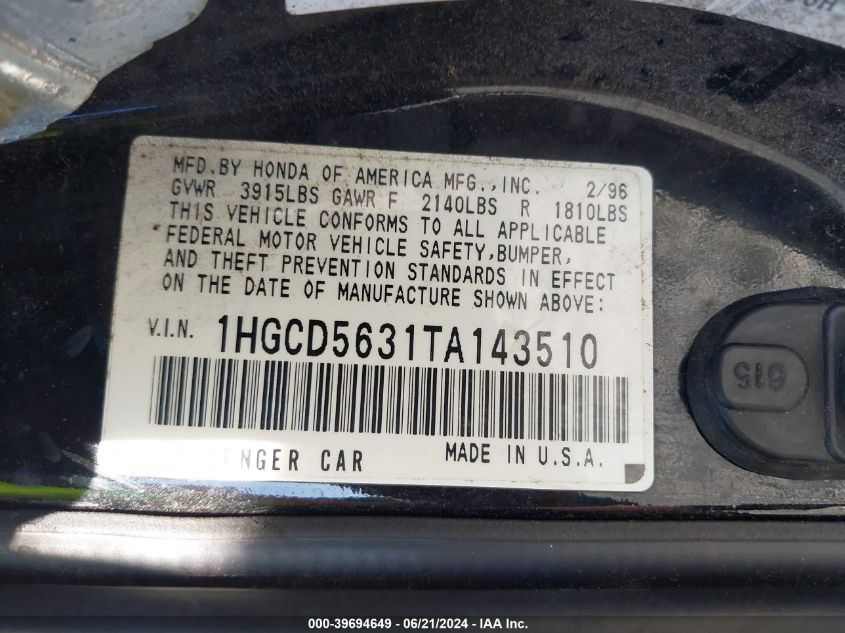 MFD. BY HONDA OF AMERICA MFG., INC. 2/96
GVWR 3915LBS GAWR F 2140LBS R 1810LBS
THIS VEHICLE CONFORMS TO ALL APPLICABLE
FEDERAL MOTOR VEHICLE SAFETY, BUMPER,
AND THEFT PREVENTION STANDARDS IN EFFECT
ON THE DATE OF MANUFACTURE SHOWN ABOVE:
V.I.N. 1HGCD5631TA143510
CAR MADE IN U.S.A.
615
000-39694649 - 06/21/2024 - IAA Inc.